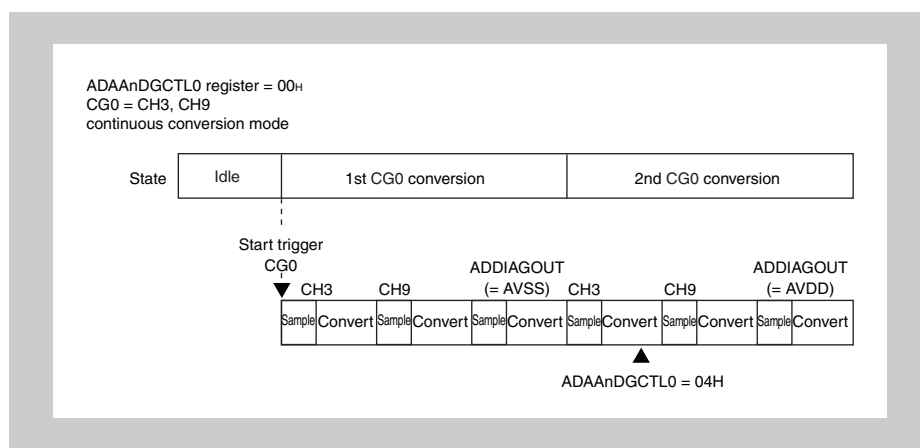 ADAAnDGCTL0 register = 00H
CG0 = CH3, CH9
continuous conversion mode
State Idle 1st CG0 conversion 2nd CG0 conversion
Start trigger
CG0 ADDIAGOUT ADDIAGOUT
CH3 CH9 (= AVSS) CH3 CH9 (= AVDD)
Sample Convert Sample Convert Sample Convert Sample Convert Sample Convert Sample Convert
ADAAnDGCTL0 = 04H